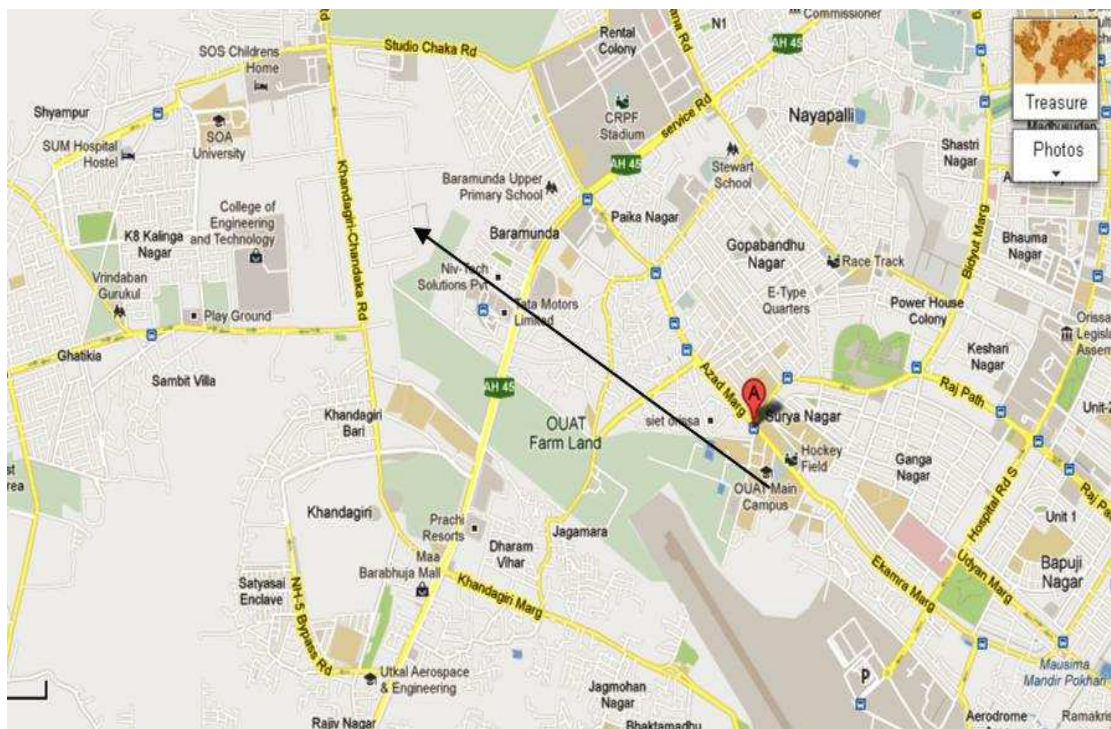 Commissioner
N1
Rental
Colony
AH 45
Studio Chaka Rd
SOS Childrens
Home
Treasure
Photos
service Rd
CRPF
Stadium
Nayapalli
Madhusudan
Shyampur
SOA
University
SUM Hospital
Hostel
Shastri
Nagar
AH 45
Stewart
School
Khandagiri-Chandaka Rd
Baramunda Upper
Primary School
Paika Nagar
College of
Engineering
and Technology
K8 Kalinga
Nagar
Baramunda
Gopabandhu
Nagar
Race Track
Bidyut Marg
Bhauma
Nagar
Niv-Tech
Solutions Pvt
Vrindaban
Gurukul
E-Type
Quarters
Tata Motors
Limited
Play Ground
Power House
Colony
Orissa
Ghatikia
Keshari
Nagar
Sambit Villa
AH 45
Azad Marg
A
Raj Path
Khandagiri
Bari
OUAT
Farm Land
siet orissa
Surya Nagar
Hockey
Field
Ganga
Nagar
OUAT Main
Campus
Hospital Rd S
Raj
Khandagiri
Prachi
Resorts
Jagamara
Unit 1
Dharam
Vihar
Maa
Barabhuja Mall
Khandagiri Marg
Ekamra Marg
Udyan Marg
Bapuji
Nagar
Satyasai
Enclave
NH-5 Bypass Rd
Utkal Aerospace
& Engineering
P
Mausima
Mandir Pokhari
Jagmohan
Nagar
Rajiv Nagar
Aerodrome